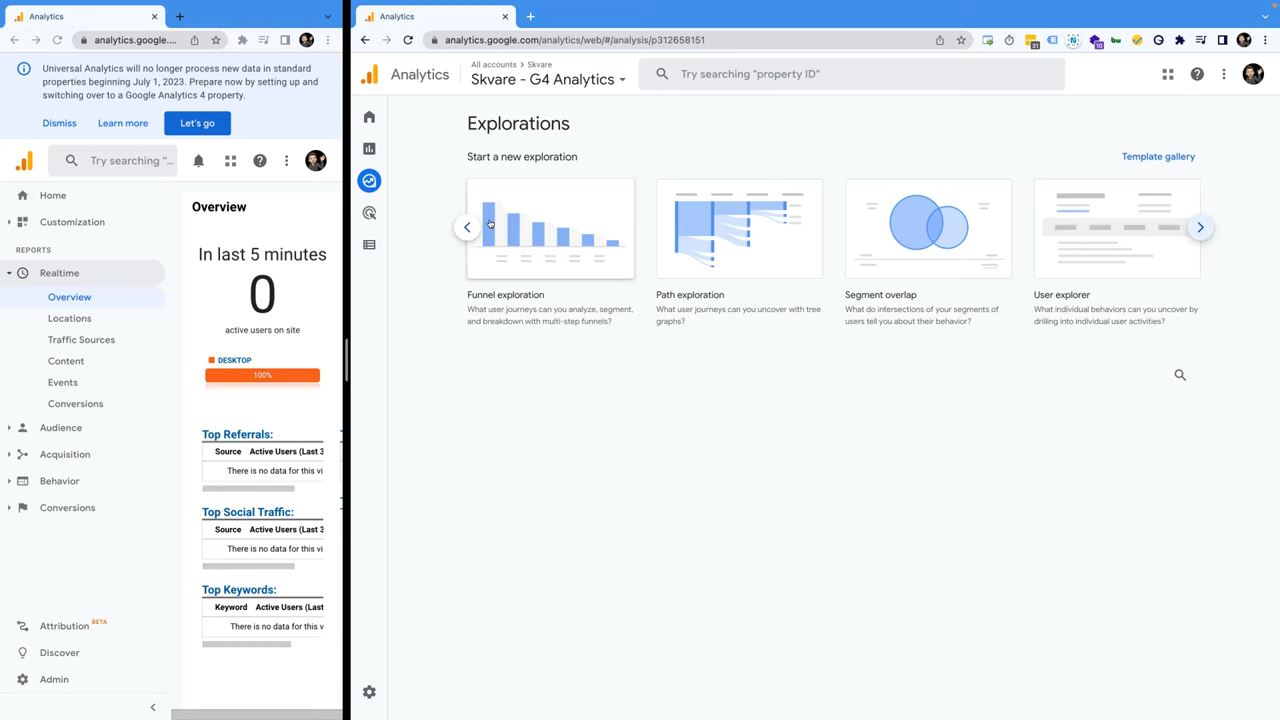 Analytics
analytics.google....
Universal Analytics will no longer process new data in standard
properties beginning July 1, 2023. Prepare now by setting up and
switching over to a Google Analytics 4 property.
Dismiss
Learn more
Let's go
Try searching "...
Home
Customization
REPORTS
Realtime
Overview
Locations
Traffic Sources
Content
Events
Conversions
Audience
Acquisition
Behavior
Conversions
Attribution BETA
Discover
Admin
Overview
In last 5 minutes
0
active users on site
DESKTOP
100%
Top Referrals:
Source Active Users (Last 3
There is no data for this vi
Top Social Traffic:
Source Active Users (Last 3
There is no data for this vi
Top Keywords:
Keyword Active Users (Last
There is no data for this vi
Analytics
analytics.google.com/analytics/web/#/analysis/p312658151
31
10
bw
Analytics
All accounts > Skvare
Skvare - G4 Analytics
Try searching "property ID"
Explorations
Start a new exploration
Template gallery
Funnel exploration
What user journeys can you analyze, segment,
and breakdown with multi-step funnels?
Path exploration
What user journeys can you uncover with tree
graphs?
Segment overlap
What do intersections of your segments of
users tell you about their behavior?
User explorer
What individual behaviors can you uncover by
drilling into individual user activities?